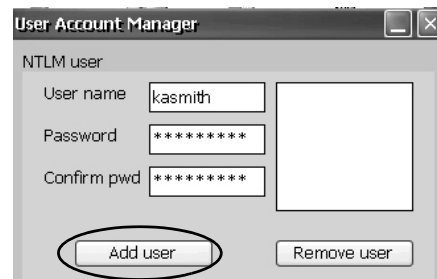 User Account Manager
NTLM user
User name kasmith
Password *********
Confirm pwd *********
Add user Remove user